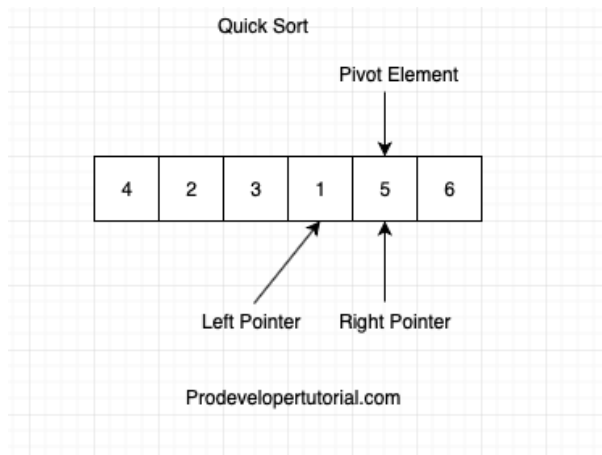 Quick Sort
Pivot Element
4 2 3 1 5 6
Left Pointer Right Pointer
Prodevelopertutorial.com